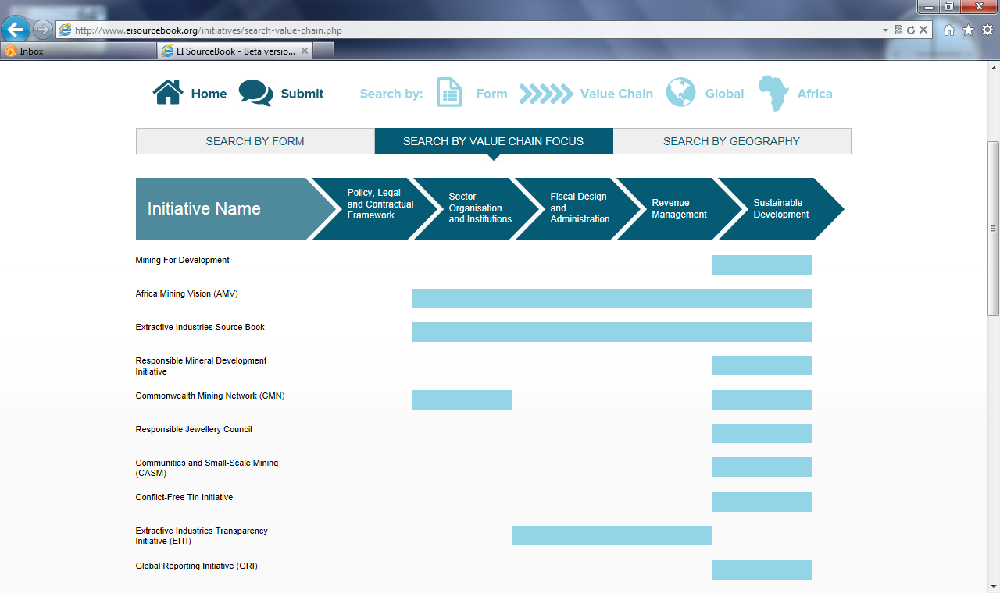 http://www.eisourcebook.org/initiatives/search-value-chain.php
Inbox
EI SourceBook - Beta versio...
Home
Submit
Search by:
Form
Value Chain
Global
Africa
SEARCH BY FORM
SEARCH BY VALUE CHAIN FOCUS
SEARCH BY GEOGRAPHY
Initiative Name
Policy, Legal
and Contractual
Framework
Sector
Organisation
and Institutions
Fiscal Design
and
Administration
Revenue
Management
Sustainable
Development
Mining For Development
Africa Mining Vision (AMV)
Extractive Industries Source Book
Responsible Mineral Development
Initiative
Commonwealth Mining Network (CMN)
Responsible Jewellery Council
Communities and Small-Scale Mining
(CASM)
Conflict-Free Tin Initiative
Extractive Industries Transparency
Initiative (EITI)
Global Reporting Initiative (GRI)